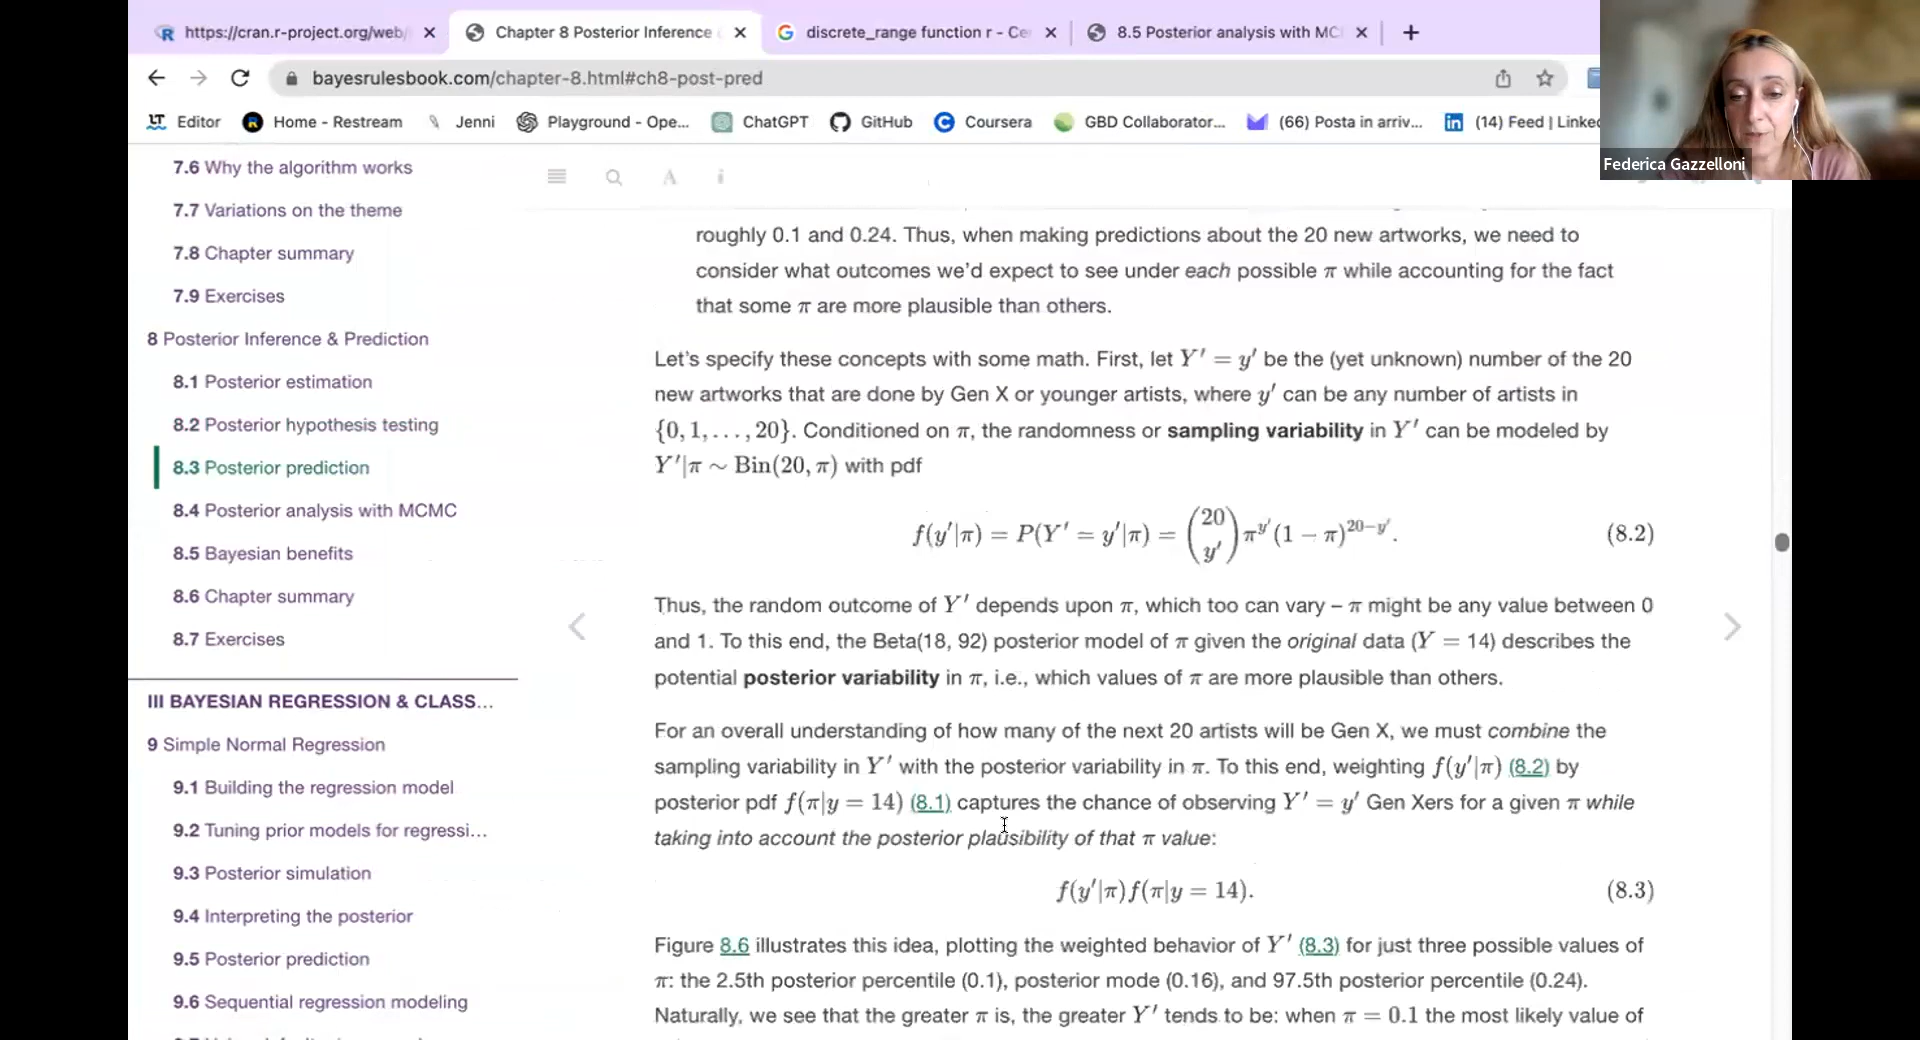 https://cran.r-project.org/web/
Chapter 8 Posterior Inference
discrete_range function r - Ce
8.5 Posterior analysis with MC
bayesrulesbook.com/chapter-8.html#ch8-post-pred
LT Editor
Home - Restream
Jenni
Playground - Ope...
ChatGPT
GitHub
Coursera
GBD Collaborator...
(66) Posta in arriv...
(14) Feed | Linke
Federica Gazzelloni
7.6 Why the algorithm works
7.7 Variations on the theme
7.8 Chapter summary
7.9 Exercises
8 Posterior Inference & Prediction
8.1 Posterior estimation
8.2 Posterior hypothesis testing
8.3 Posterior prediction
8.4 Posterior analysis with MCMC
8.5 Bayesian benefits
8.6 Chapter summary
8.7 Exercises
III BAYESIAN REGRESSION & CLASS...
9 Simple Normal Regression
9.1 Building the regression model
9.2 Tuning prior models for regressi...
9.3 Posterior simulation
9.4 Interpreting the posterior
9.5 Posterior prediction
9.6 Sequential regression modeling
roughly 0.1 and 0.24. Thus, when making predictions about the 20 new artworks, we need to
consider what outcomes we'd expect to see under each possible π while accounting for the fact
that some π are more plausible than others.
Let's specify these concepts with some math. First, let Y′ = y′ be the (yet unknown) number of the 20
new artworks that are done by Gen X or younger artists, where y′ can be any number of artists in
{0, 1, . . . , 20}. Conditioned on π, the randomness or sampling variability in Y′ can be modeled by
Y′|π ∼ Bin(20, π) with pdf
f(y′|π) = P(Y′ = y′|π) = (20 y′) π^y′ (1 − π)^20−y′. (8.2)
Thus, the random outcome of Y′ depends upon π, which too can vary – π might be any value between 0
and 1. To this end, the Beta(18, 92) posterior model of π given the original data (Y = 14) describes the
potential posterior variability in π, i.e., which values of π are more plausible than others.
For an overall understanding of how many of the next 20 artists will be Gen X, we must combine the
sampling variability in Y′ with the posterior variability in π. To this end, weighting f(y′|π) (8.2) by
posterior pdf f(π|y = 14) (8.1) captures the chance of observing Y′ = y′ Gen Xers for a given π while
taking into account the posterior plausibility of that π value:
f(y′|π)f(π|y = 14). (8.3)
Figure 8.6 illustrates this idea, plotting the weighted behavior of Y′ (8.3) for just three possible values of
π: the 2.5th posterior percentile (0.1), posterior mode (0.16), and 97.5th posterior percentile (0.24).
Naturally, we see that the greater π is, the greater Y′ tends to be: when π = 0.1 the most likely value of